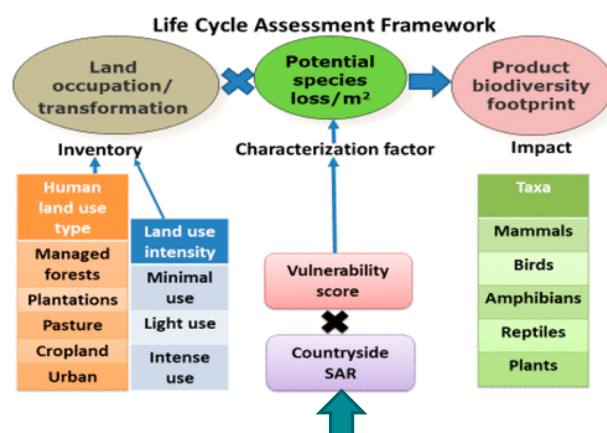 Life Cycle Assessment Framework
Land
occupation/
transformation
Potential
species
loss/m²
Product
biodiversity
footprint
Inventory
Characterization factor
Impact
Human
land use
type
Managed
forests
Plantations
Pasture
Cropland
Urban
Land use
intensity
Minimal
use
Light use
Intense
use
Vulnerability
score
Countryside
SAR
Taxa
Mammals
Birds
Amphibians
Reptiles
Plants